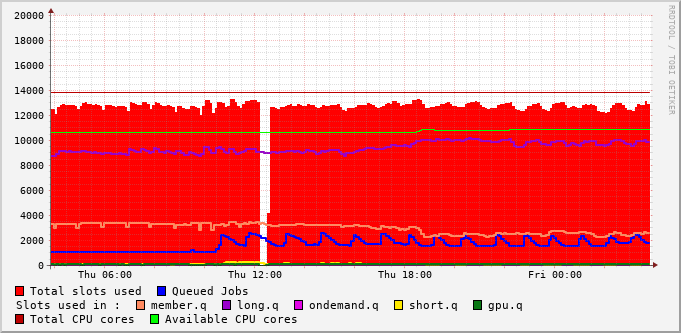 20000
18000
16000
14000
12000
10000
8000
6000
4000
2000
0
Thu 06:00 Thu 12:00 Thu 18:00 Fri 00:00
Total slots used Queued Jobs
Slots used in : member.q long.q ondemand.q short.q gpu.q
Total CPU cores Available CPU cores
RRDTOOL / TOBI OETIKER